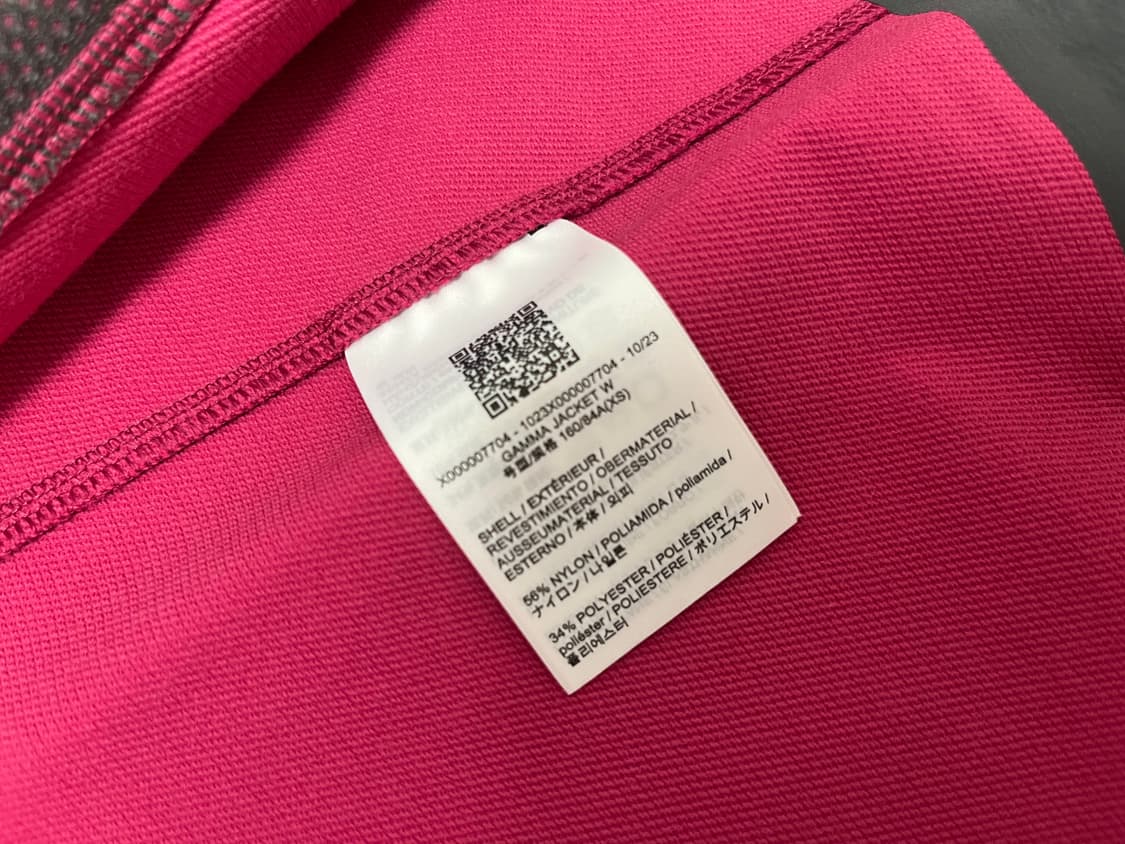 X000007704 - 1023X000007704 - 10/23
GAMMA JACKET W
号型/规格 160/84A(XS)
SHELL / EXTÉRIEUR /
REVESTIMIENTO / OBERMATERIAL /
AUSSEUMATERIAL / TESSUTO
ESTERNO / 本体 / 외피
56% NYLON / POLIAMIDA / poliamida /
ナイロン / 나일론
34% POLYESTER / POLIÉSTER /
poliéster / POLIESTERE / ポリエステル /
폴리에스터